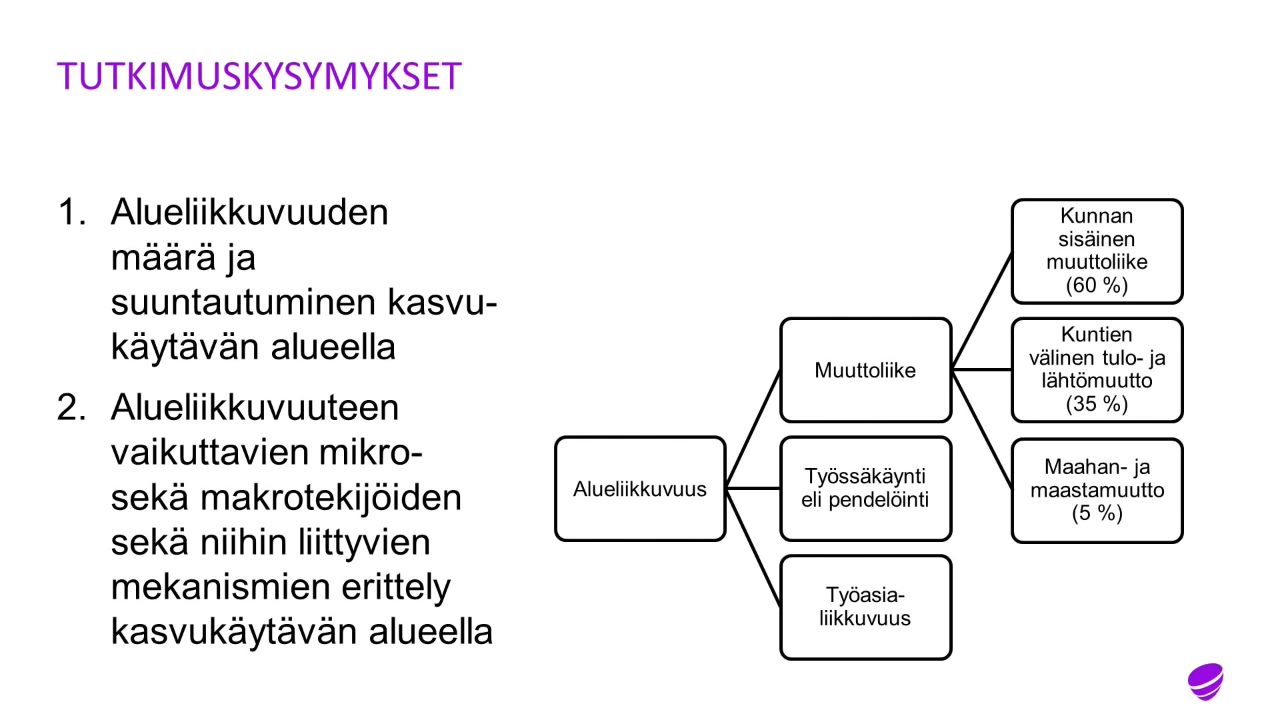 TUTKIMUSKYSYMYKSET
1. Alueliikkuvuuden
määrä ja
suuntautuminen kasvu-
käytävän alueella
2. Alueliikkuvuuteen
vaikuttavien mikro-
sekä makrotekijöiden
sekä niihin liittyvien
mekanismien erittely
kasvukäytävän alueella
Alueliikkuvuus
Muuttoliike
Työssäkäynti
eli pendelöinti
Työasia-
liikkuvuus
Kunnan
sisäinen
muuttoliike
(60 %)
Kuntien
välinen tulo- ja
lähtömuutto
(35 %)
Maahan- ja
maastamuutto
(5 %)